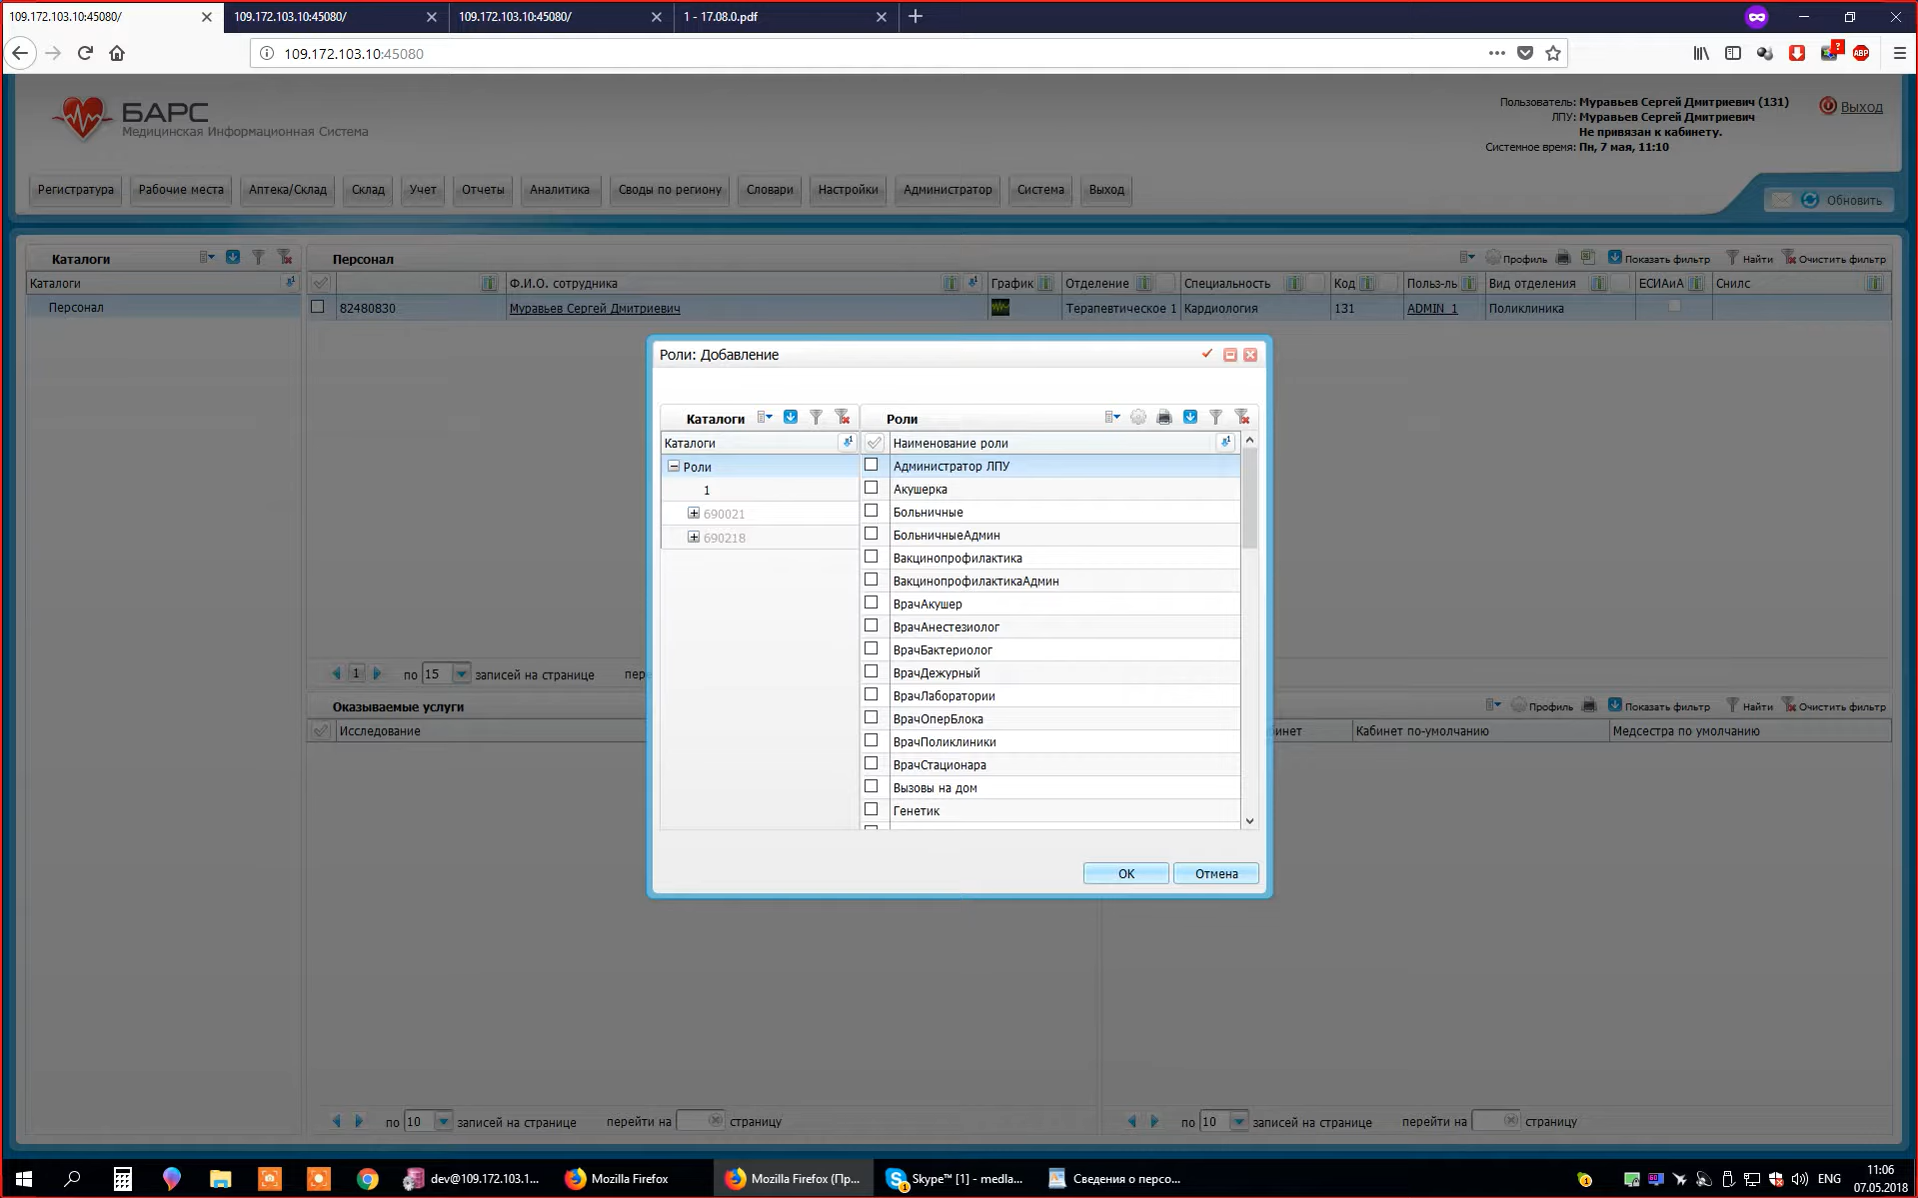 109.172.103.10:45080/
109.172.103.10:45080/
109.172.103.10:45080/
1 - 17.08.0.pdf
109.172.103.10:45080
ABP
БАРС
Медицинская Информационная Система
Пользователь: Муравьев Сергей Дмитриевич (131)
ЛПУ: Муравьев Сергей Дмитриевич
Не привязан к кабинету.
Системное время: Пн, 7 мая, 11:10
Выход
Регистратура Рабочие места Аптека/Склад Склад Учет Отчеты Аналитика Своды по региону Словари Настройки Администратор Система Выход
Обновить
Каталоги
Каталоги
Персонал
Персонал
Профиль Показать фильтр Найти Очистить фильтр
Ф.И.О. сотрудника График Отделение Специальность Код Польз-ль Вид отделения ЕСИАиА Снилс
82480830 Муравьев Сергей Дмитриевич Терапевтическое 1 Кардиология 131 ADMIN_1 Поликлиника
Роли: Добавление
Каталоги
Каталоги
Роли
1
690021
690218
Роли
Наименование роли
Администратор ЛПУ
Акушерка
Больничные
БольничныеАдмин
Вакцинопрофилактика
ВакцинопрофилактикаАдмин
ВрачАкушер
ВрачАнестезиолог
ВрачБактериолог
ВрачДежурный
ВрачЛаборатории
ВрачОперБлока
ВрачПоликлиники
ВрачСтационара
Вызовы на дом
Генетик
OK Отмена
1 по 15 записей на странице пер
Оказываемые услуги
Исследование
Профиль Показать фильтр Найти Очистить фильтр
инет Кабинет по-умолчанию Медсестра по умолчанию
по 10 записей на странице перейти на страницу
по 10 записей на странице перейти на страницу
dev@109.172.103.1... Mozilla Firefox Mozilla Firefox (Пр... Skype™ [1] - medla... Сведения о персо...
ENG
11:06
07.05.2018